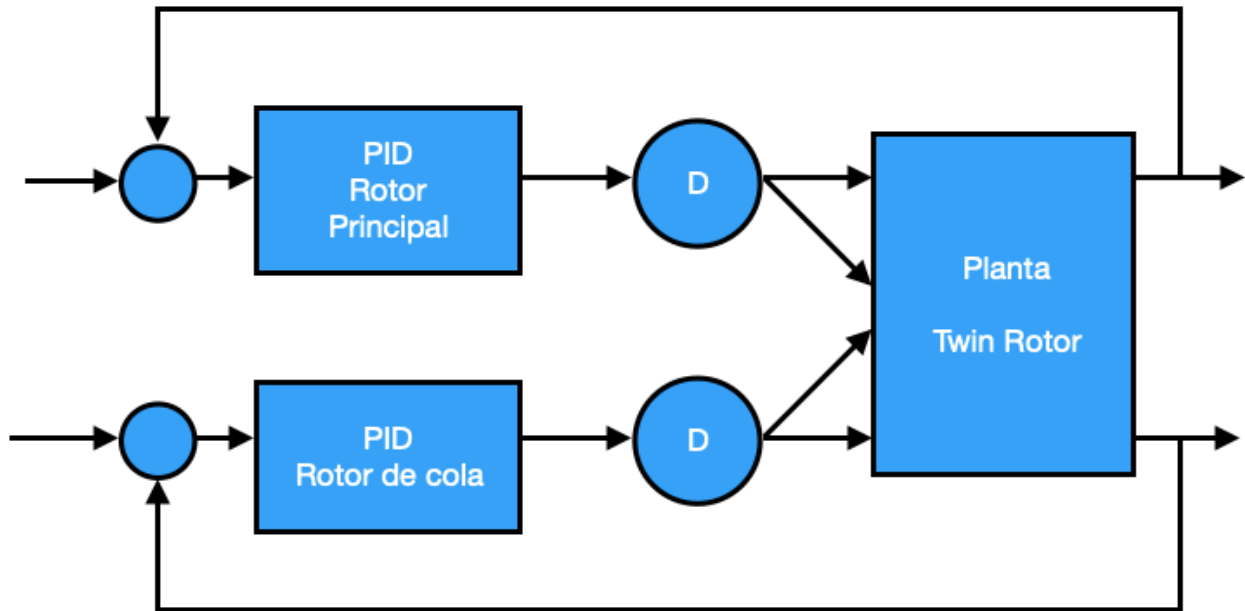 PID
Rotor
Principal
D
Planta
Twin Rotor
PID
Rotor de cola
D